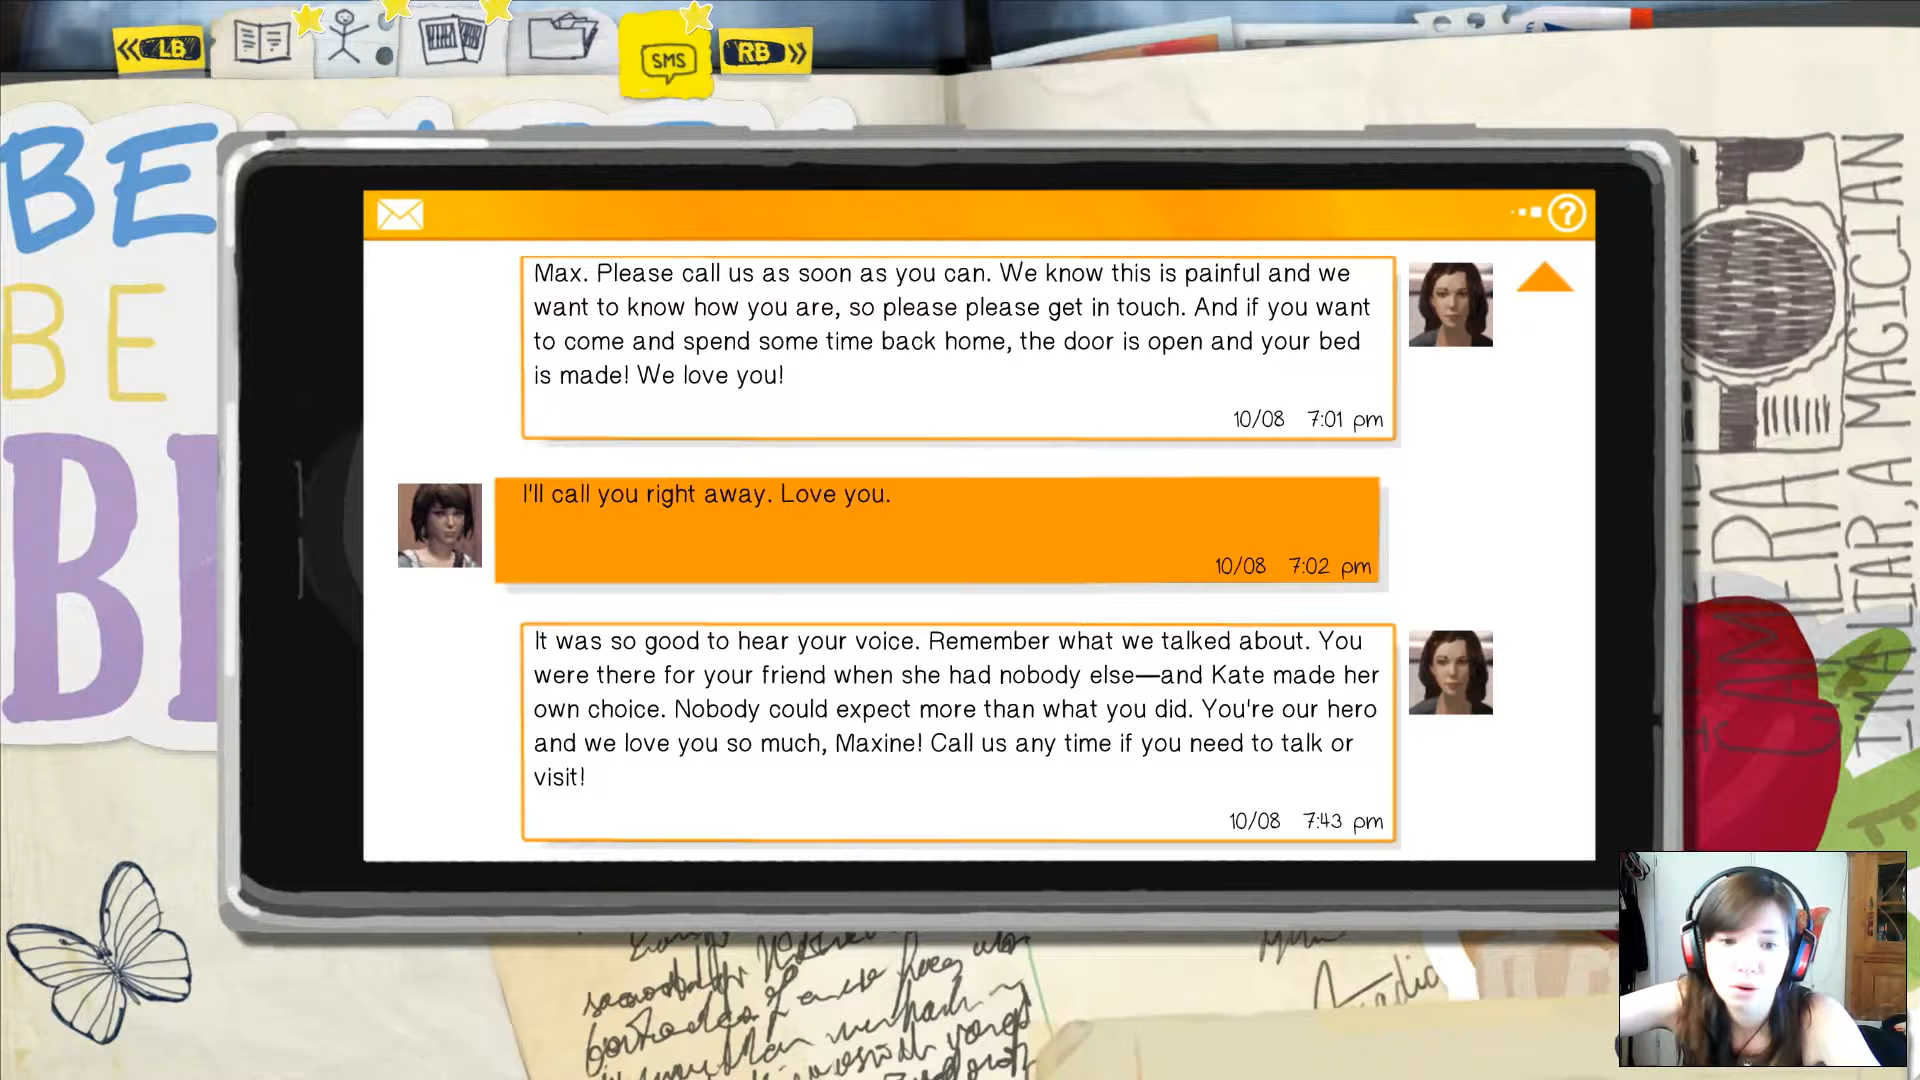 LB
SMS
RB
BE
BE
Max. Please call us as soon as you can. We know this is painful and we
want to know how you are, so please please get in touch. And if you want
to come and spend some time back home, the door is open and your bed
is made! We love you!
10/08 7:01 pm
I'll call you right away. Love you.
10/08 7:02 pm
It was so good to hear your voice. Remember what we talked about. You
were there for your friend when she had nobody else—and Kate made her
own choice. Nobody could expect more than what you did. You're our hero
and we love you so much, Maxine! Call us any time if you need to talk or
visit!
10/08 7:43 pm
CAMERA
LIAR, A MAGICIAN